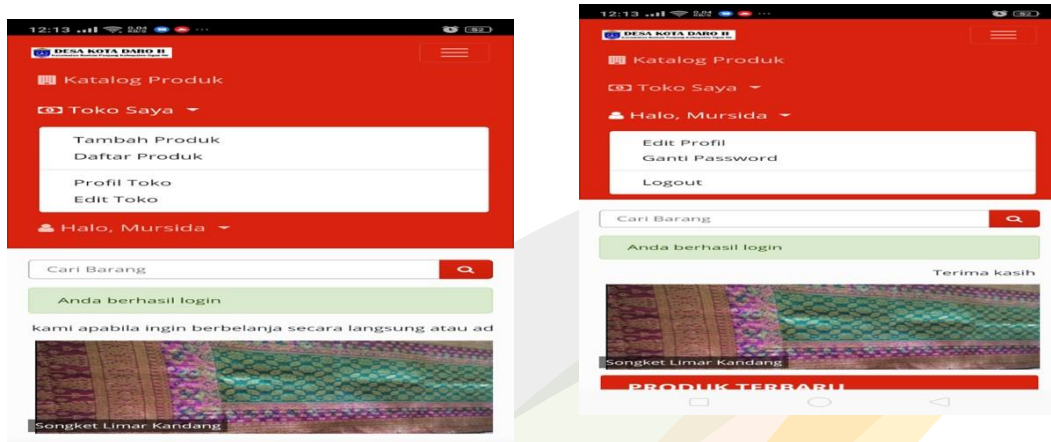 12:13
DESA KOTA DARO II
Katalog Produk
Toko Saya
Tambah Produk
Daftar Produk
Profil Toko
Edit Toko
Halo, Mursida
Cari Barang
Anda berhasil login
kami apabila ingin berbelanja secara langsung atau ad
Songket Limar Kandang
12:13
DESA KOTA DARO II
Katalog Produk
Toko Saya
Halo, Mursida
Edit Profil
Ganti Password
Logout
Cari Barang
Anda berhasil login
Terima kasih
Songket Limar Kandang
PRODUK TERBARU